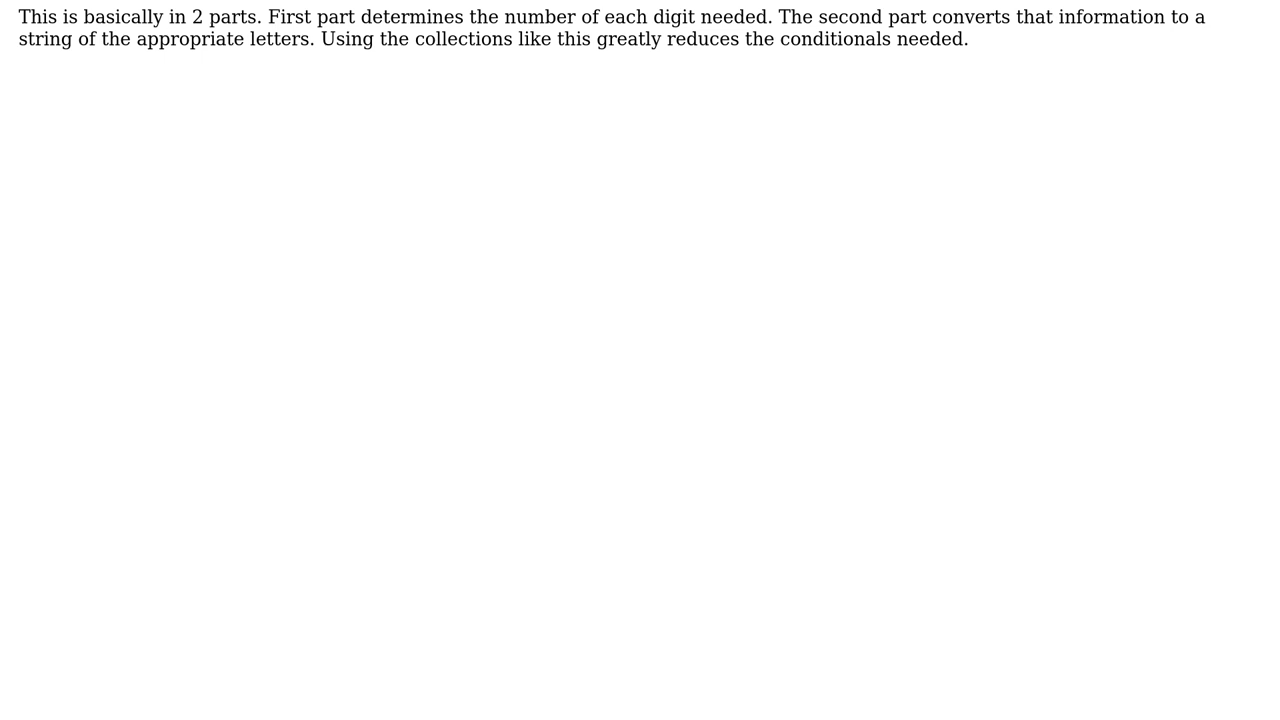 This is basically in 2 parts. First part determines the number of each digit needed. The second part converts that information to a
string of the appropriate letters. Using the collections like this greatly reduces the conditionals needed.